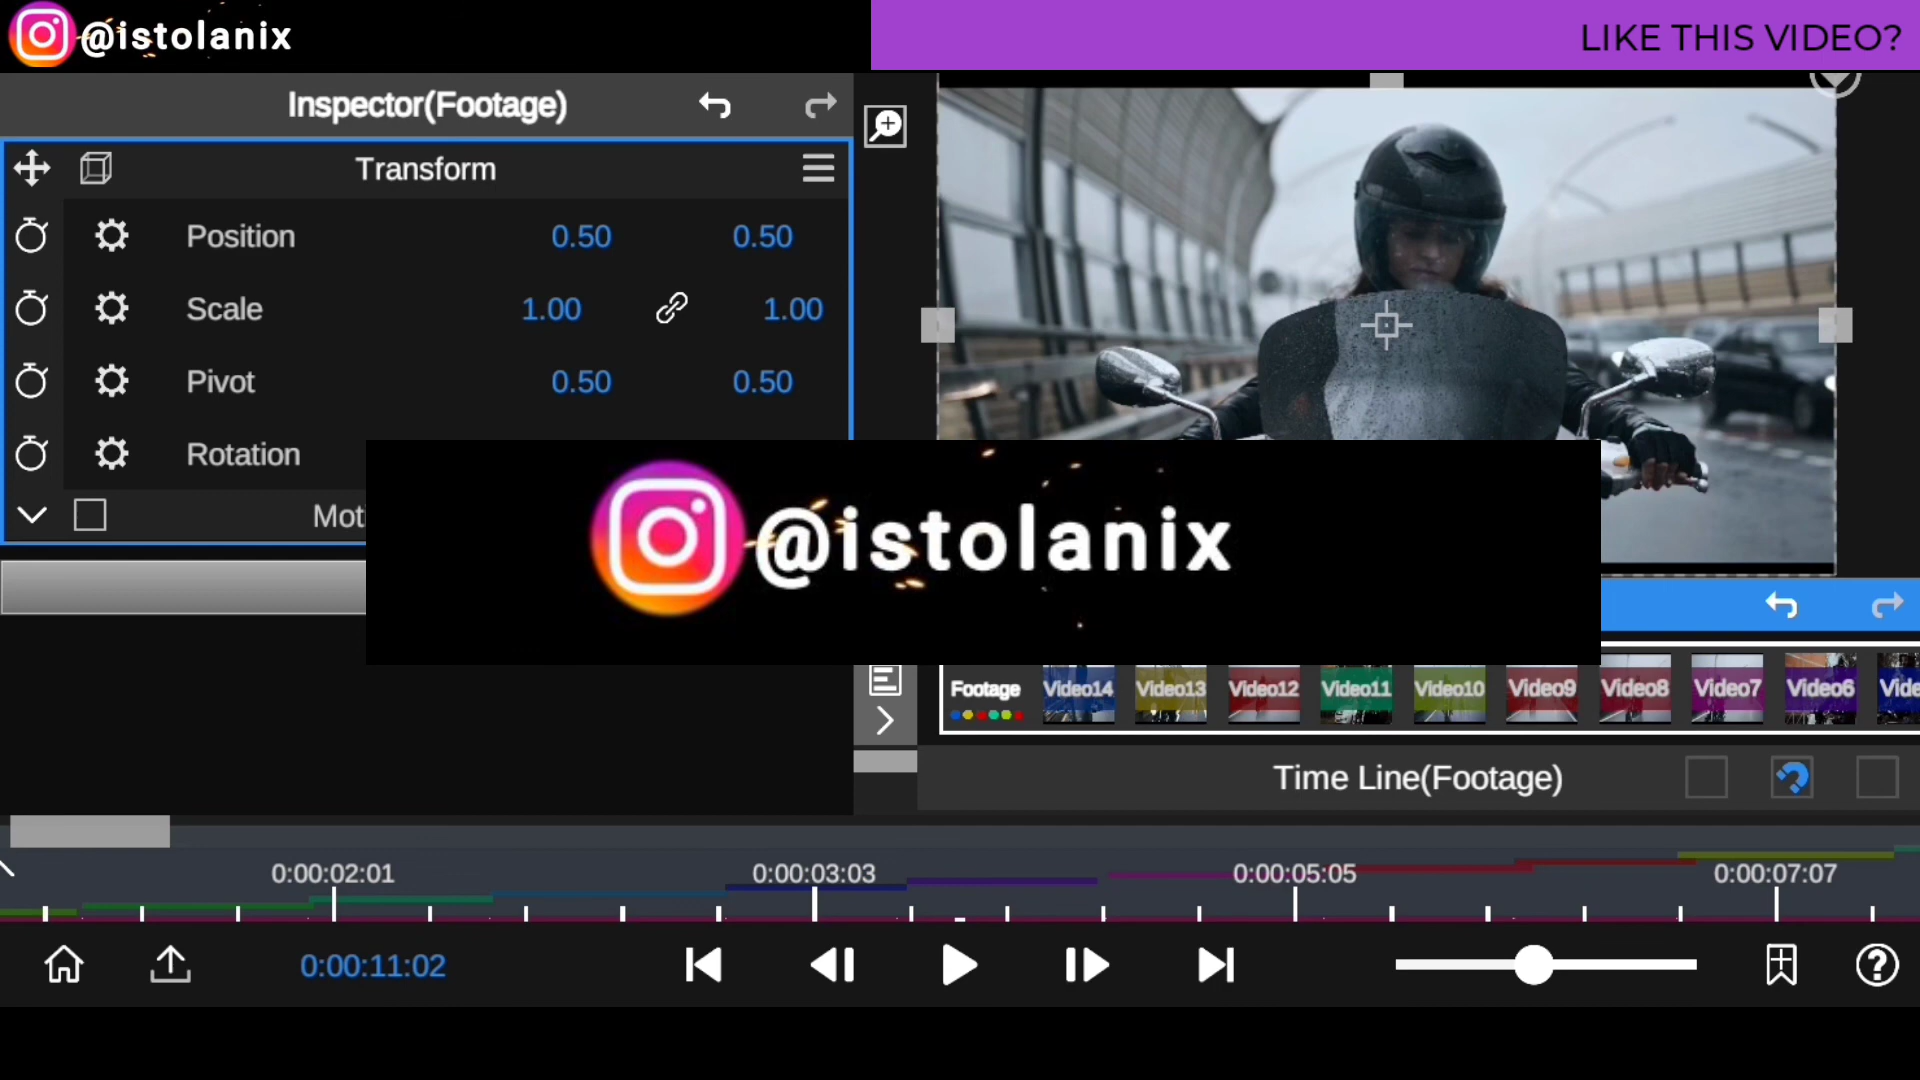 @istolanix
LIKE THIS VIDEO?
Inspector(Footage)
Transform
Position 0.50 0.50
Scale 1.00 1.00
Pivot 0.50 0.50
Rotation
Mot
@istolanix
Footage Video14 Video13 Video12 Video11 Video10 Video9 Video8 Video7 Video6 Vide
Time Line(Footage)
0:00:02:01 0:00:03:03 0:00:05:05 0:00:07:07
0:00:11:02